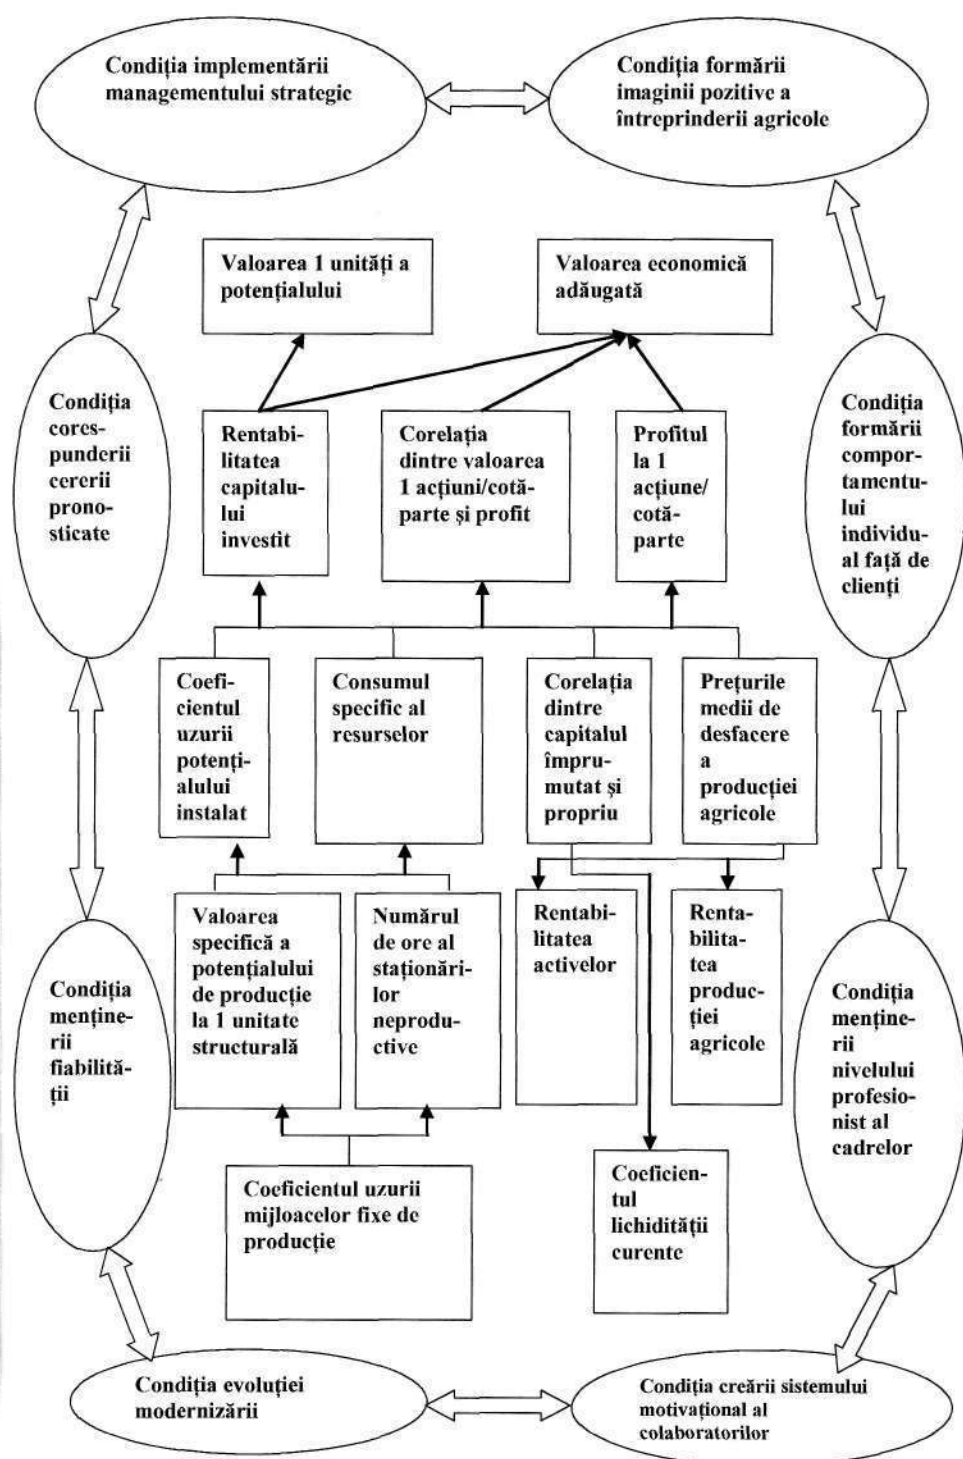 Condiția implementării
managementului strategic
Condiția formării
imaginii pozitive a
întreprinderii agricole
Valoarea 1 unități a
potențialului
Valoarea economică
adăugată
Condiția
cores-
punderii
cererii
prono-
sticate
Rentabi-
litatea
capitalu-
lui
investit
Corelația
dintre valoarea
1 acțiuni/cotă-
parte și profit
Profitul
la 1
acțiune/
cotă-
parte
Condiția
formării
compor-
tamentu-
lui
individu-
al față de
clienți
Coefi-
cientul
uzurii
potenți-
alului
instalat
Consumul
specific al
resurselor
Corelația
dintre
capitalul
împru-
mutat și
propriu
Prețurile
medii de
desfacere
a
producției
agricole
Condiția
menține-
rii
fiabilită-
ții
Valoarea
specifică a
potențialului
de producție
la 1 unitate
structurală
Numărul
de ore al
staționări-
lor
neprodu-
ctive
Rentabi-
litatea
activelor
Renta-
bilita-
tea
produc-
ției
agricole
Condiția
menține-
rii
nivelului
profesio-
nist al
cadrelor
Coeficientul uzurii
mijloacelor fixe de
producție
Coeficien-
tul
lichidității
curente
Condiția evoluției
modernizării
Condiția creării sistemului
motivațional al
colaboratorilor